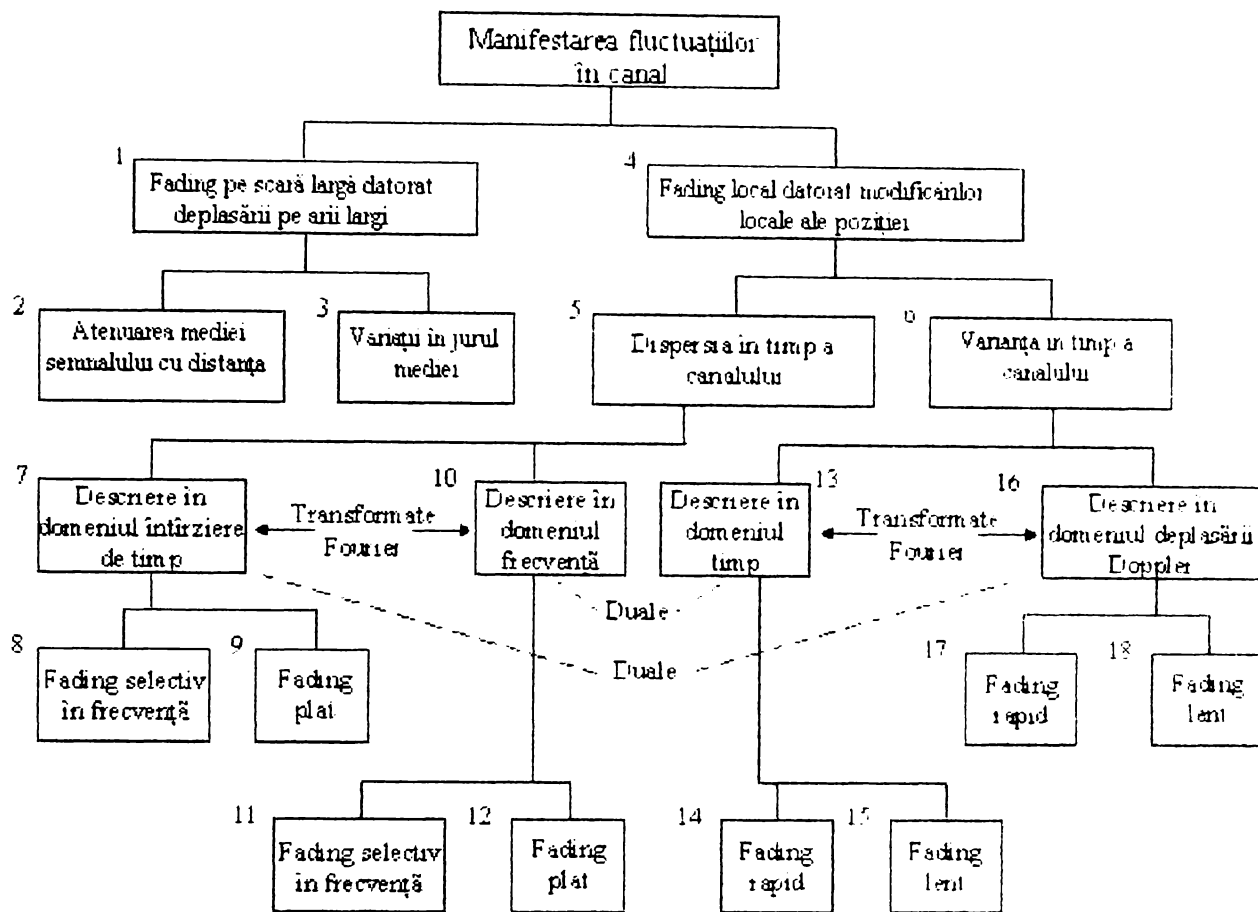 Manifestarea fluctuațiilor
în canal
1
Fading pe scară largă datorat
deplasării pe arii largi
4
Fading local datorat modificărilor
locale ale poziției
2
Atenuarea mediei
semnalului cu distanța
3
Variații în jurul
mediei
5
Dispersia in timp a
canalului
6
Varianța in timp a
canalului
7
Descriere în
domeniul întîrziere
de timp
Transformate
Fourier
10
Descriere în
domeniul
frecvență
13
Descriere în
domeniul
timp
Transformate
Fourier
16
Descriere in
domeniul deplasării
Doppler
Duale
Duale
8
Fading selectiv
în frecvență
9
Fading
plat
17
Fading
rapid
18
Fading
lent
11
Fading selectiv
în frecvență
12
Fading
plat
14
Fading
rapid
15
Fading
lent